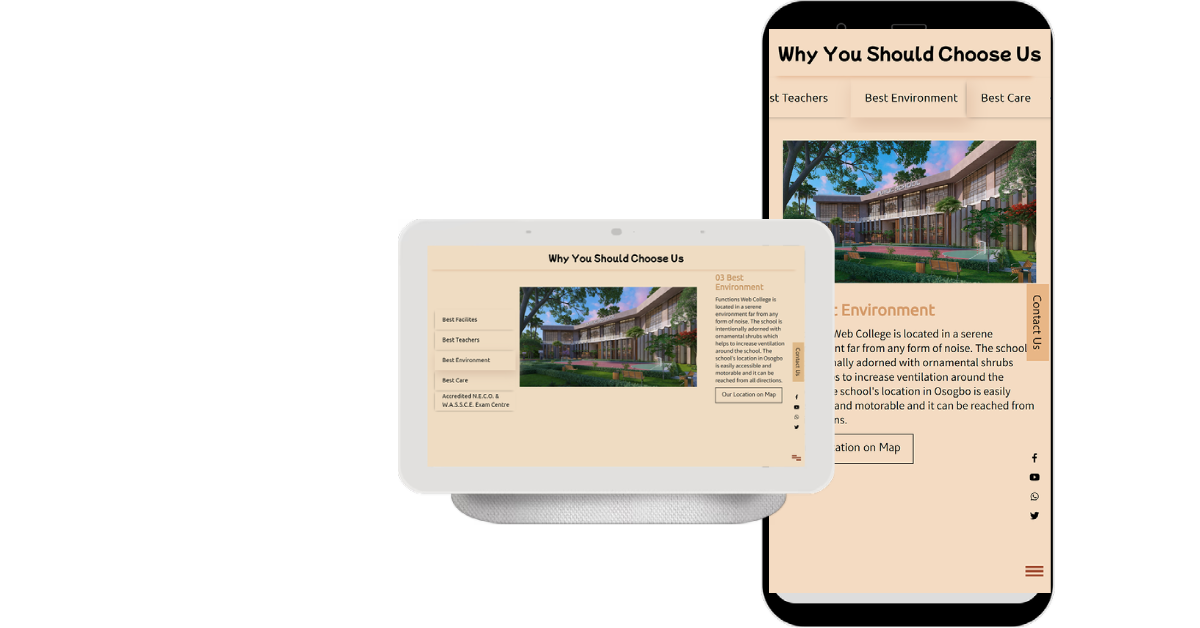 Why You Should Choose Us
Best Facilites
Best Teachers
Best Environment
Best Care
Accredited N.E.C.O. &
W.A.S.S.C.E. Exam Centre
03 Best
Environment
Functions Web College is
located in a serene
environment far from any
form of noise. The school is
intentionally adorned with
ornamental shrubs which
helps to increase ventilation
around the school. The
school's location in Osogbo
is easily accessible and
motorable and it can be
reached from all directions.
Our Location on Map
Contact Us
Why You Should Choose Us
st Teachers
Best Environment
Best Care
t Environment
Web College is located in a serene
nt far from any form of noise. The school
nally adorned with ornamental shrubs
s to increase ventilation around the
e school's location in Osogbo is easily
and motorable and it can be reached from
ns.
ation on Map
Contact Us